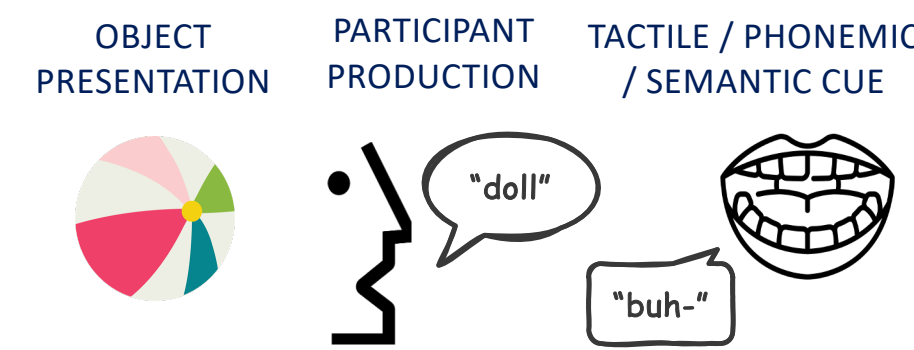 OBJECT
PRESENTATION
PARTICIPANT
PRODUCTION
TACTILE / PHONEMIC
/ SEMANTIC CUE
"doll"
"buh-"